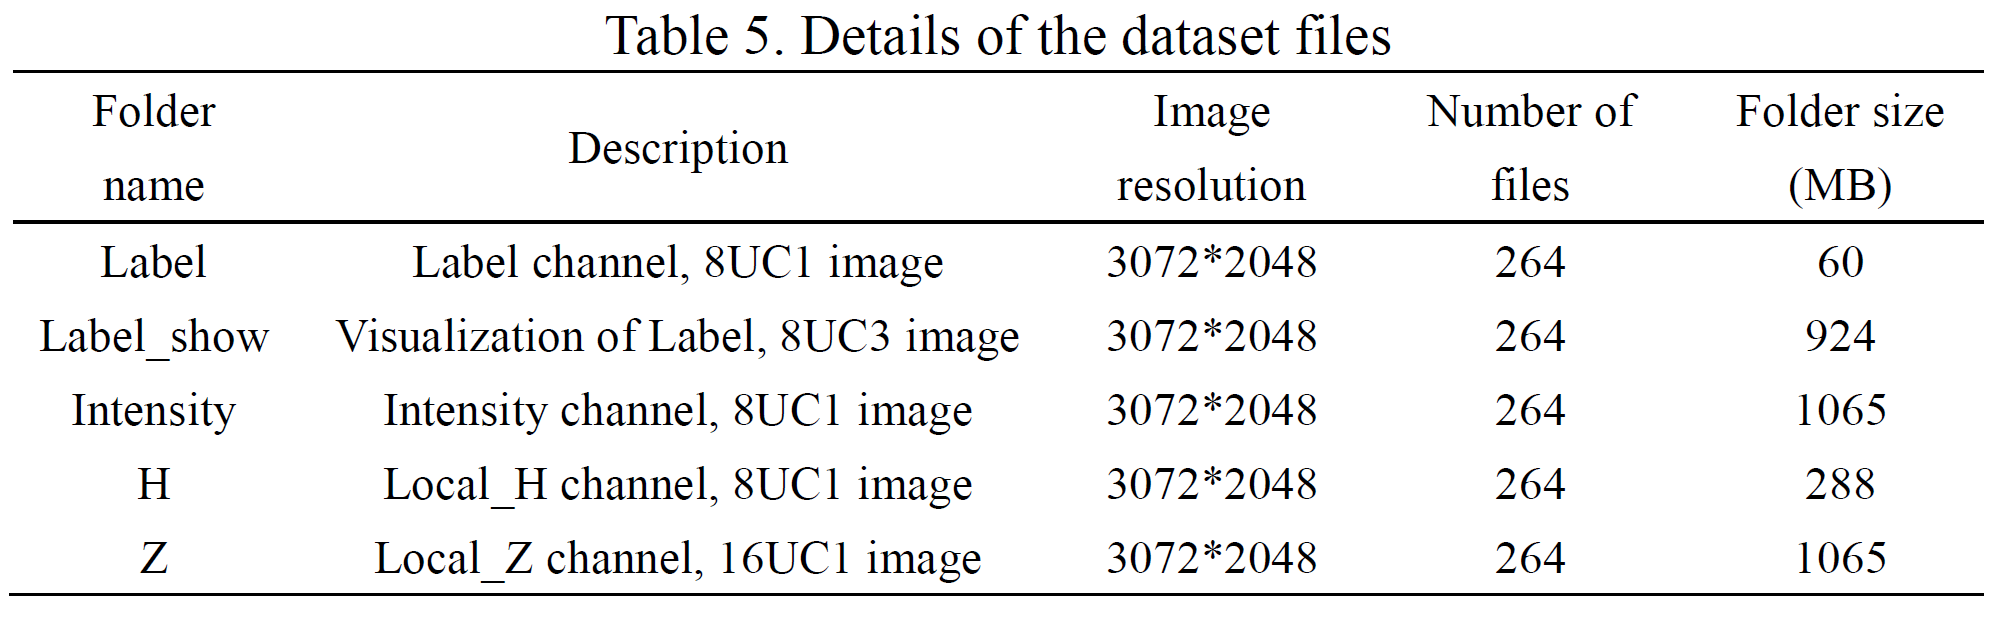 Table 5. Details of the dataset files
Folder name Description Image resolution Number of files Folder size (MB)
Label Label channel, 8UC1 image 3072*2048 264 60
Label_show Visualization of Label, 8UC3 image 3072*2048 264 924
Intensity Intensity channel, 8UC1 image 3072*2048 264 1065
H Local_H channel, 8UC1 image 3072*2048 264 288
Z Local_Z channel, 16UC1 image 3072*2048 264 1065